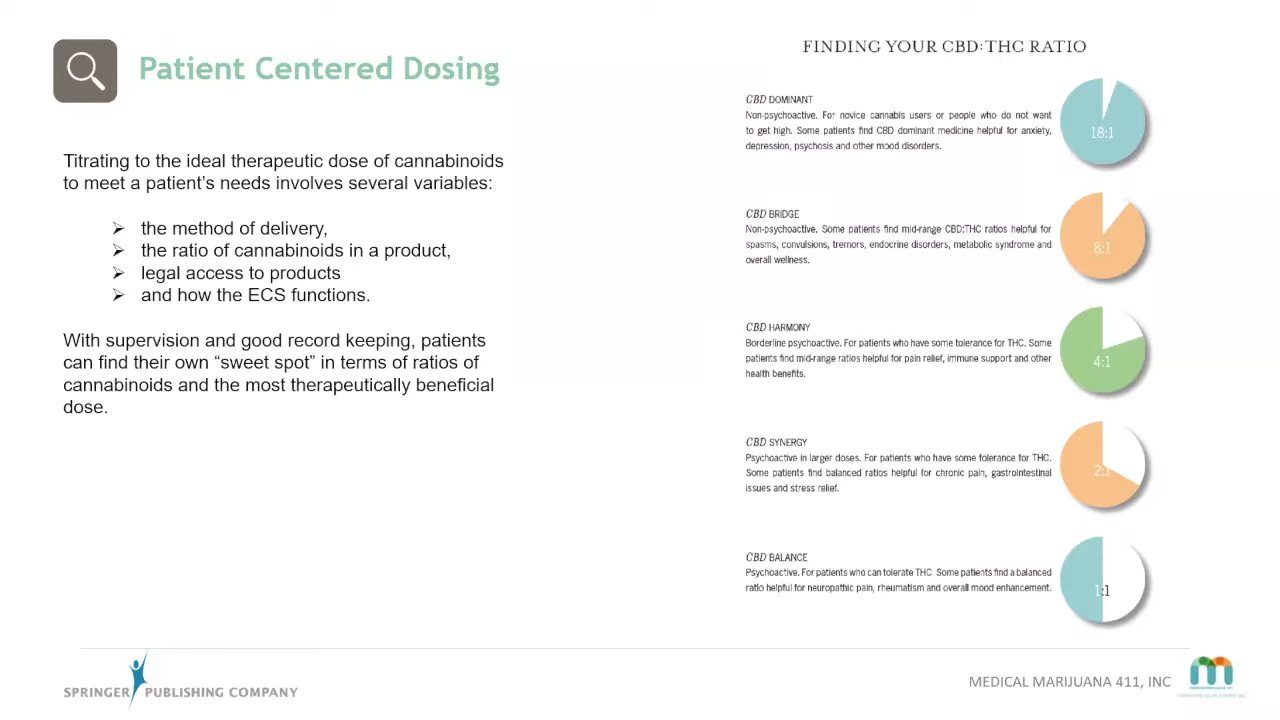 Patient Centered Dosing
Titrating to the ideal therapeutic dose of cannabinoids
to meet a patient’s needs involves several variables:
➢ the method of delivery,
➢ the ratio of cannabinoids in a product,
➢ legal access to products
➢ and how the ECS functions.
With supervision and good record keeping, patients
can find their own “sweet spot” in terms of ratios of
cannabinoids and the most therapeutically beneficial
dose.
FINDING YOUR CBD:THC RATIO
CBD DOMINANT
Non-psychoactive. For novice cannabis users or people who do not want
to get high. Some patients find CBD dominant medicine helpful for anxiety,
depression, psychosis and other mood disorders.
18:1
CBD BRIDGE
Non-psychoactive. Some patients find mid-range CBD:THC ratios helpful for
spasms, convulsions, tremors, endocrine disorders, metabolic syndrome and
overall wellness.
8:1
CBD HARMONY
Borderline psychoactive. For patients who have some tolerance for THC. Some
patients find mid-range ratios helpful for pain relief, immune support and other
health benefits.
4:1
CBD SYNERGY
Psychoactive in larger doses. For patients who have some tolerance for THC.
Some patients find balanced ratios helpful for chronic pain, gastrointestinal
issues and stress relief.
2:1
CBD BALANCE
Psychoactive. For patients who can tolerate THC. Some patients find a balanced
ratio helpful for neuropathic pain, rheumatism and overall mood enhancement.
1:1
SPRINGER PUBLISHING COMPANY
MEDICAL MARIJUANA 411, INC